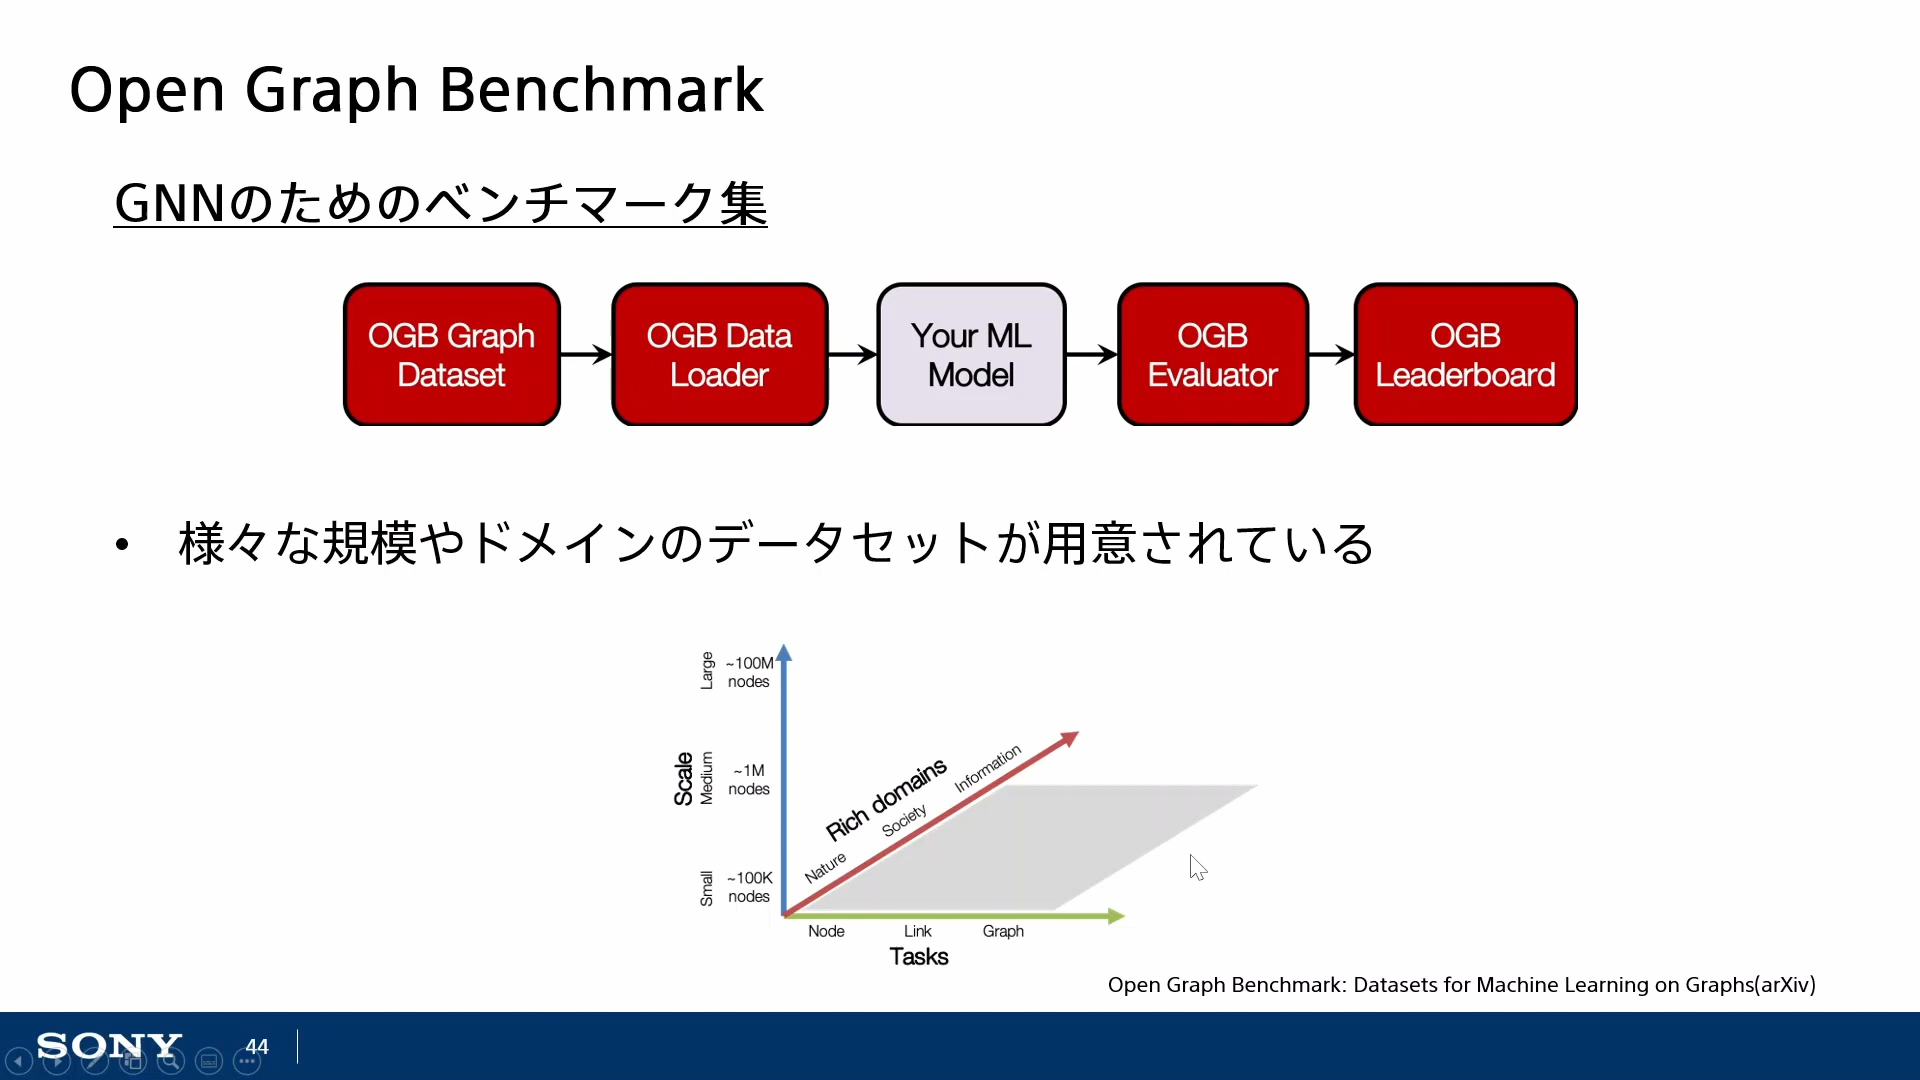 Open Graph Benchmark
GNNのためのベンチマーク集
OGB Graph
Dataset
OGB Data
Loader
Your ML
Model
OGB
Evaluator
OGB
Leaderboard
• 様々な規模やドメインのデータセットが用意されている
Large
~100M
nodes
Scale
Medium
~1M
nodes
Small
~100K
nodes
Rich domains
Nature
Society
Information
Node
Link
Graph
Tasks
Open Graph Benchmark: Datasets for Machine Learning on Graphs(arXiv)
SONY
44